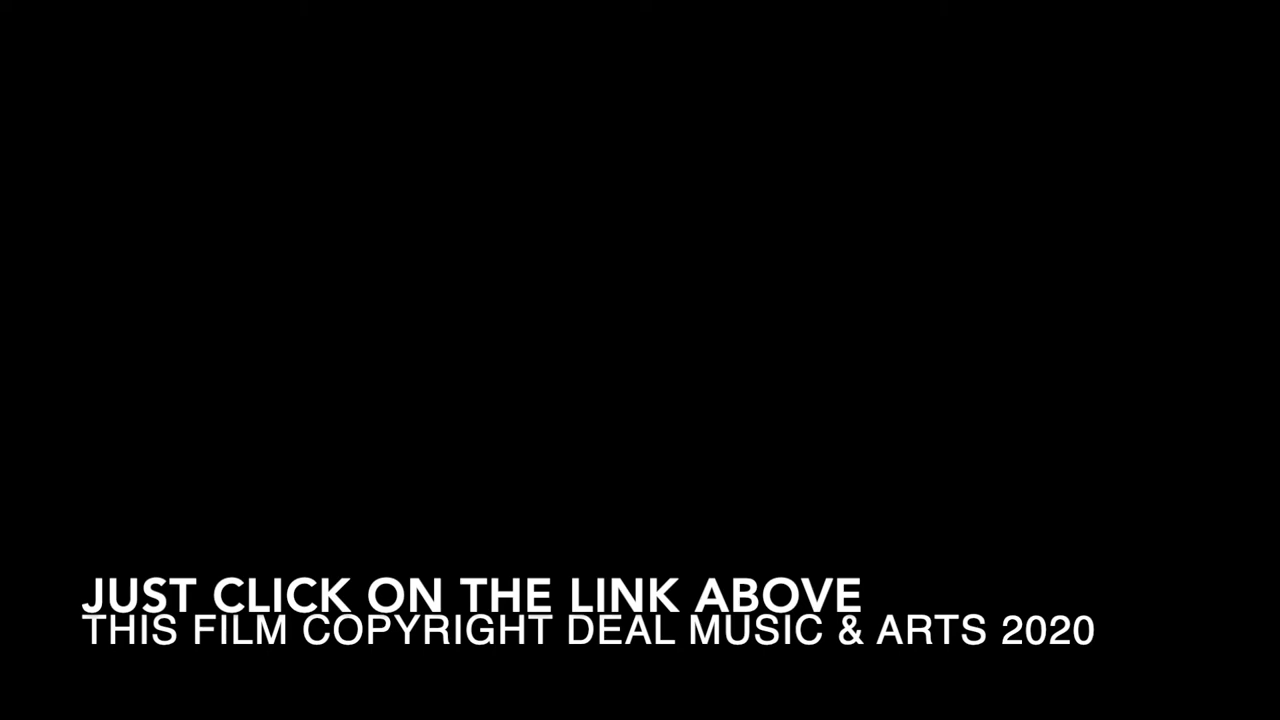 JUST CLICK ON THE LINK ABOVE
THIS FILM COPYRIGHT DEAL MUSIC & ARTS 2020